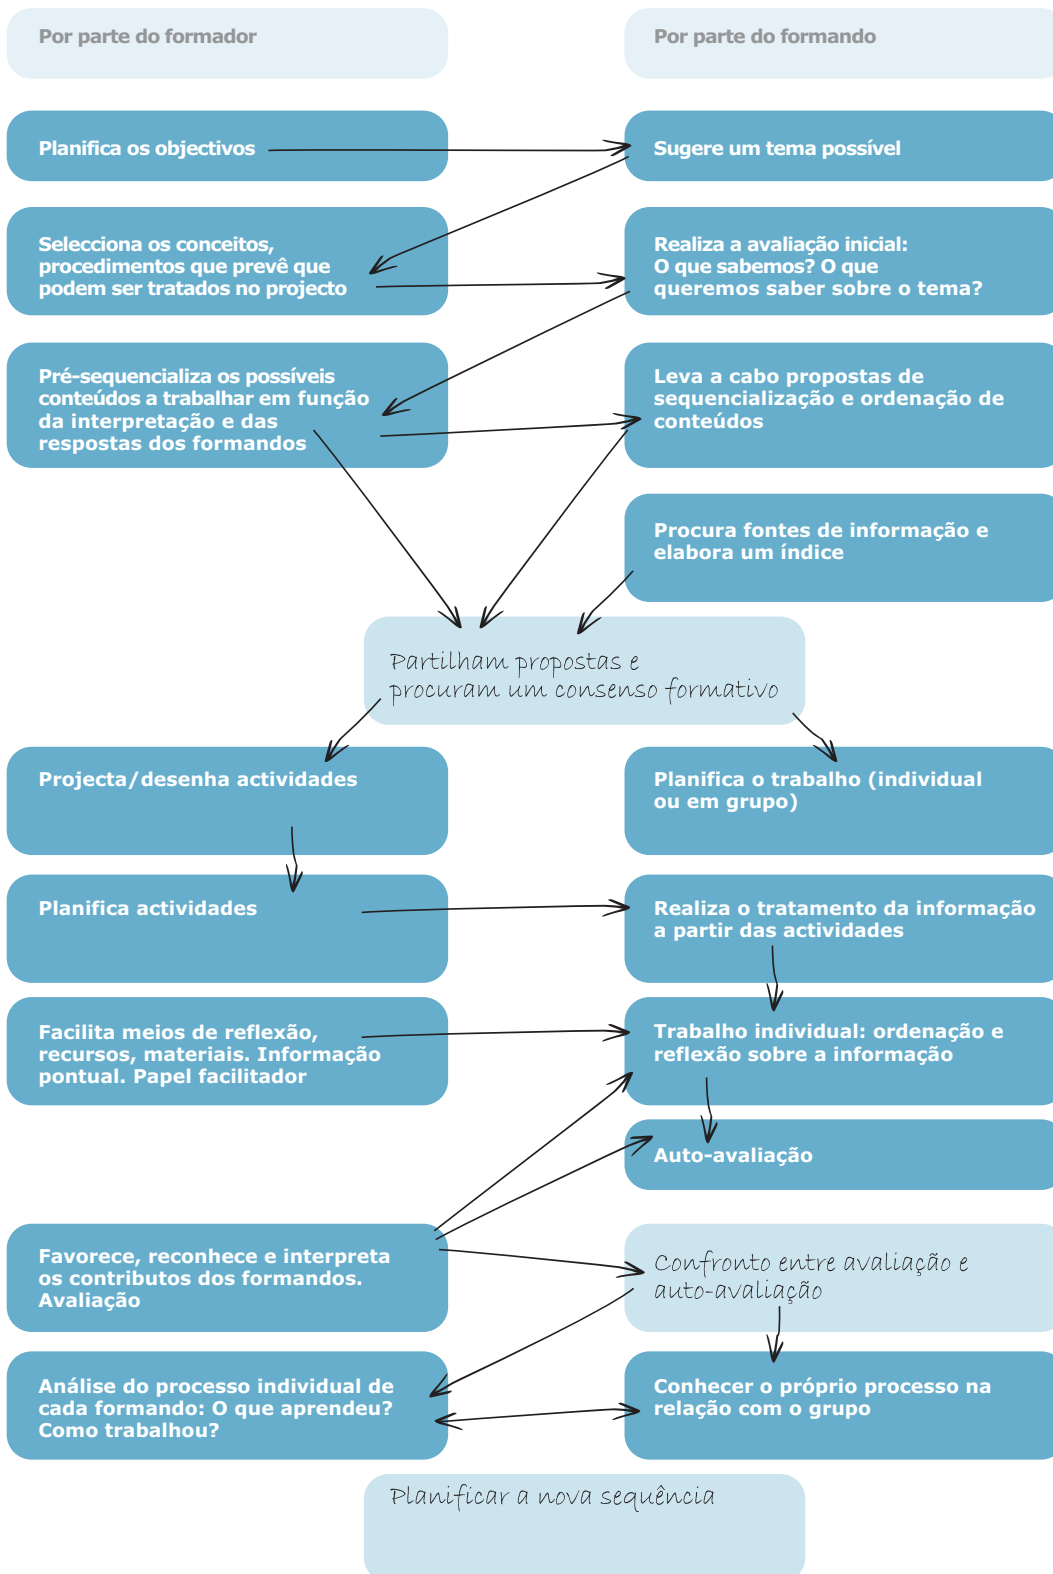 Por parte do formador
Por parte do formando
Planifica os objectivos
Sugere um tema possível
Selecciona os conceitos,
procedimentos que prevê que
podem ser tratados no projecto
Realiza a avaliação inicial:
O que sabemos? O que
queremos saber sobre o tema?
Pré-sequencializa os possíveis
conteúdos a trabalhar em função
da interpretação e das
respostas dos formandos
Leva a cabo propostas de
sequencialização e ordenação de
conteúdos
Procura fontes de informação e
elabora um índice
Partilham propostas e
procuram um consenso formativo
Projecta/desenha actividades
Planifica o trabalho (individual
ou em grupo)
Planifica actividades
Realiza o tratamento da informação
a partir das actividades
Facilita meios de reflexão,
recursos, materiais. Informação
pontual. Papel facilitador
Trabalho individual: ordenação e
reflexão sobre a informação
Auto-avaliação
Favorece, reconhece e interpreta
os contributos dos formandos.
Avaliação
Confronto entre avaliação e
auto-avaliação
Análise do processo individual de
cada formando: O que aprendeu?
Como trabalhou?
Conhecer o próprio processo na
relação com o grupo
Planificar a nova sequência